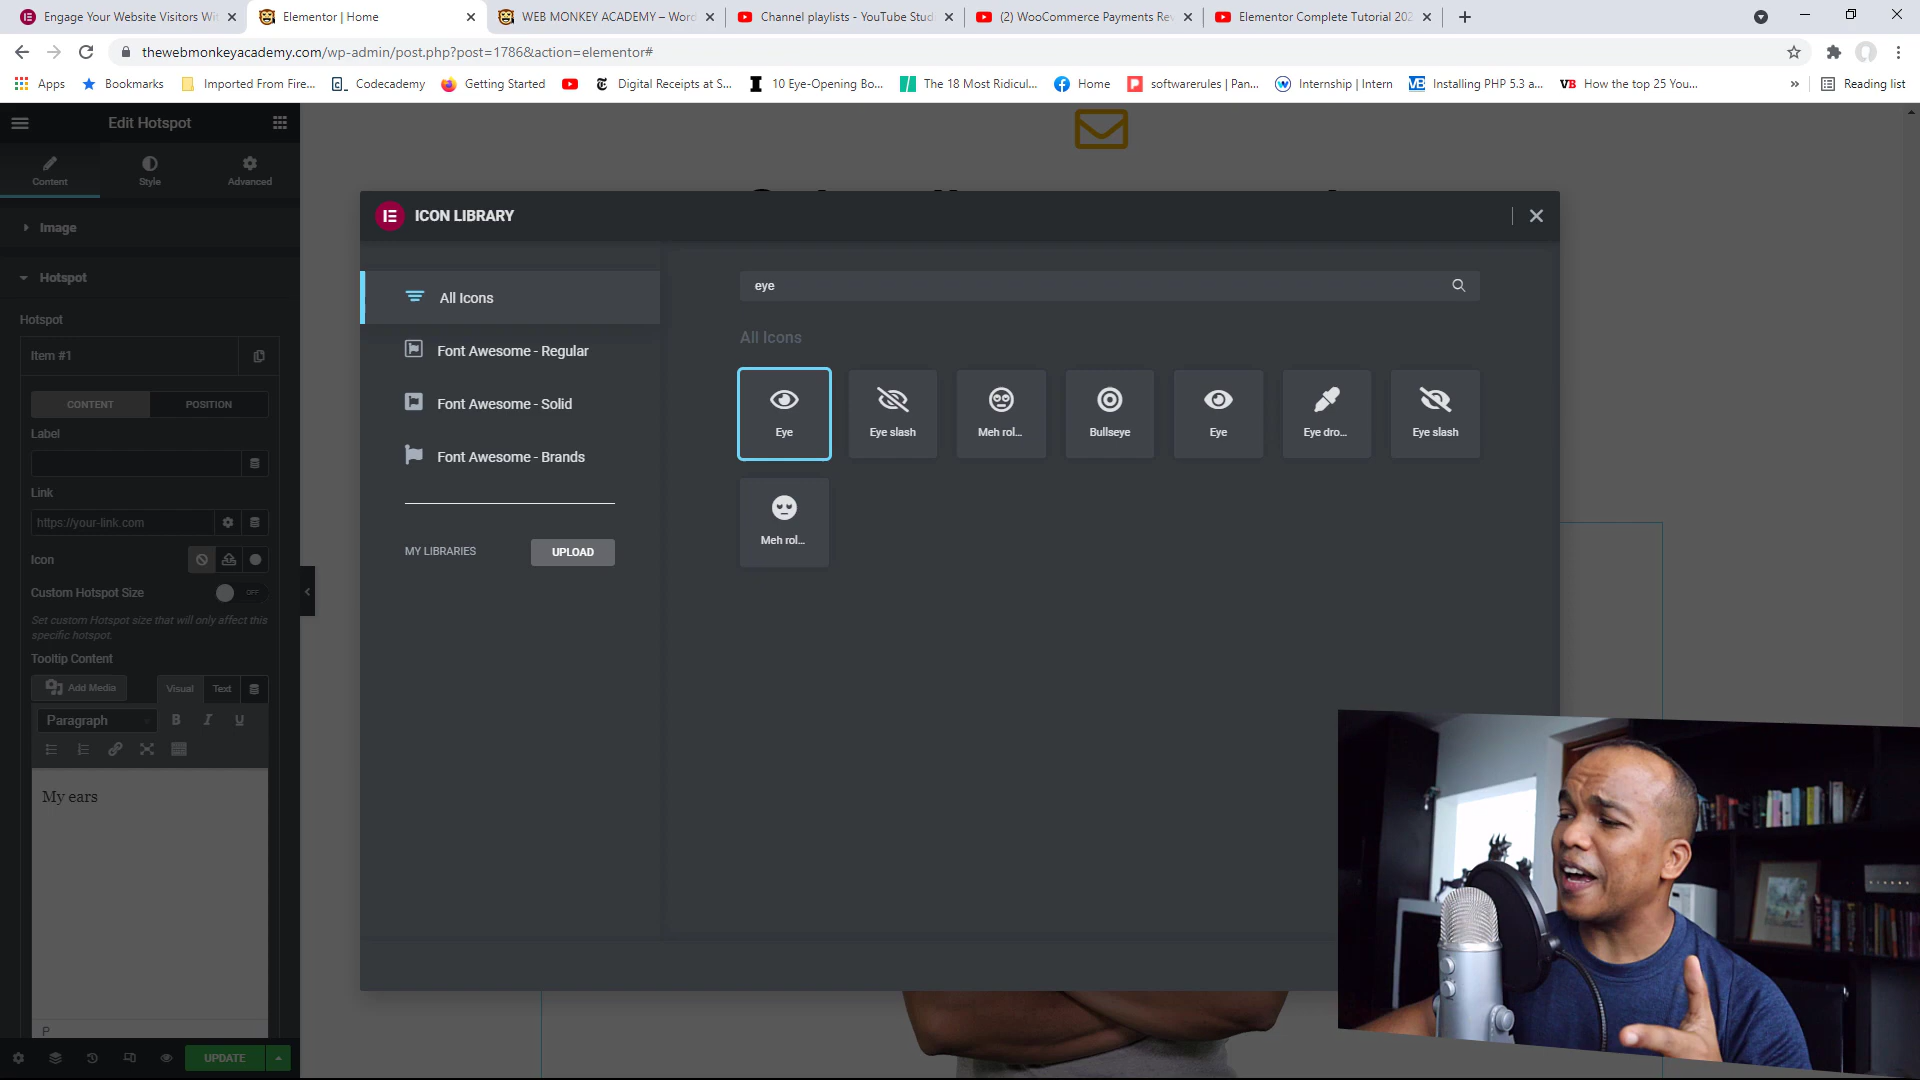 Engage Your Website Visitors Wi
Elementor | Home
WEB MONKEY ACADEMY – Word
Channel playlists - YouTube Stud
(2) WooCommerce Payments Rev
Elementor Complete Tutorial 202
thewebmonkeyacademy.com/wp-admin/post.php?post=1786&action=elementor#
Apps
Bookmarks
Imported From Fire...
Codecademy
Getting Started
Digital Receipts at S...
10 Eye-Opening Bo...
The 18 Most Ridicul...
Home
softwarerules | Pan...
Internship | Intern
Installing PHP 5.3 a...
How the top 25 You...
Reading list
Edit Hotspot
Content
Style
Advanced
Image
Hotspot
Hotspot
Item #1
CONTENT
POSITION
Label
Link
https://your-link.com
Icon
Custom Hotspot Size
OFF
Set custom Hotspot size that will only affect this
specific hotspot.
Tooltip Content
Add Media
Visual
Text
Paragraph
B
I
U
My ears
P
UPDATE
ICON LIBRARY
All Icons
Font Awesome - Regular
Font Awesome - Solid
Font Awesome - Brands
MY LIBRARIES
UPLOAD
eye
All Icons
Eye
Eye slash
Meh rol...
Bullseye
Eye
Eye dro...
Eye slash
Meh rol...